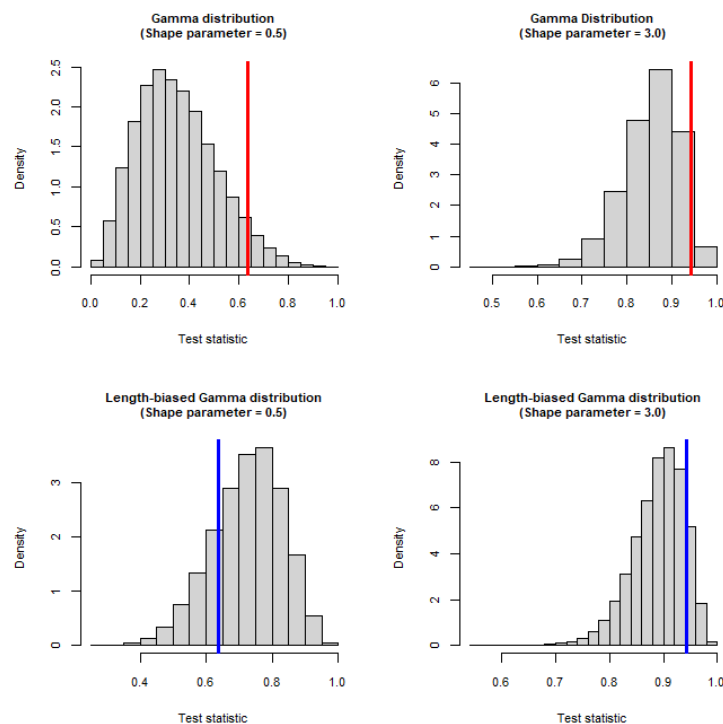 Gamma distribution
(Shape parameter = 0.5)
Density
0.0
0.5
1.0
1.5
2.0
2.5
0.0 0.2 0.4 0.6 0.8 1.0
Test statistic
Gamma Distribution
(Shape parameter = 3.0)
Density
0
1
2
3
4
5
6
0.5 0.6 0.7 0.8 0.9 1.0
Test statistic
Length-biased Gamma distribution
(Shape parameter = 0.5)
Density
0
1
2
3
0.4 0.6 0.8 1.0
Test statistic
Length-biased Gamma distribution
(Shape parameter = 3.0)
Density
0
2
4
6
8
0.6 0.7 0.8 0.9 1.0
Test statistic